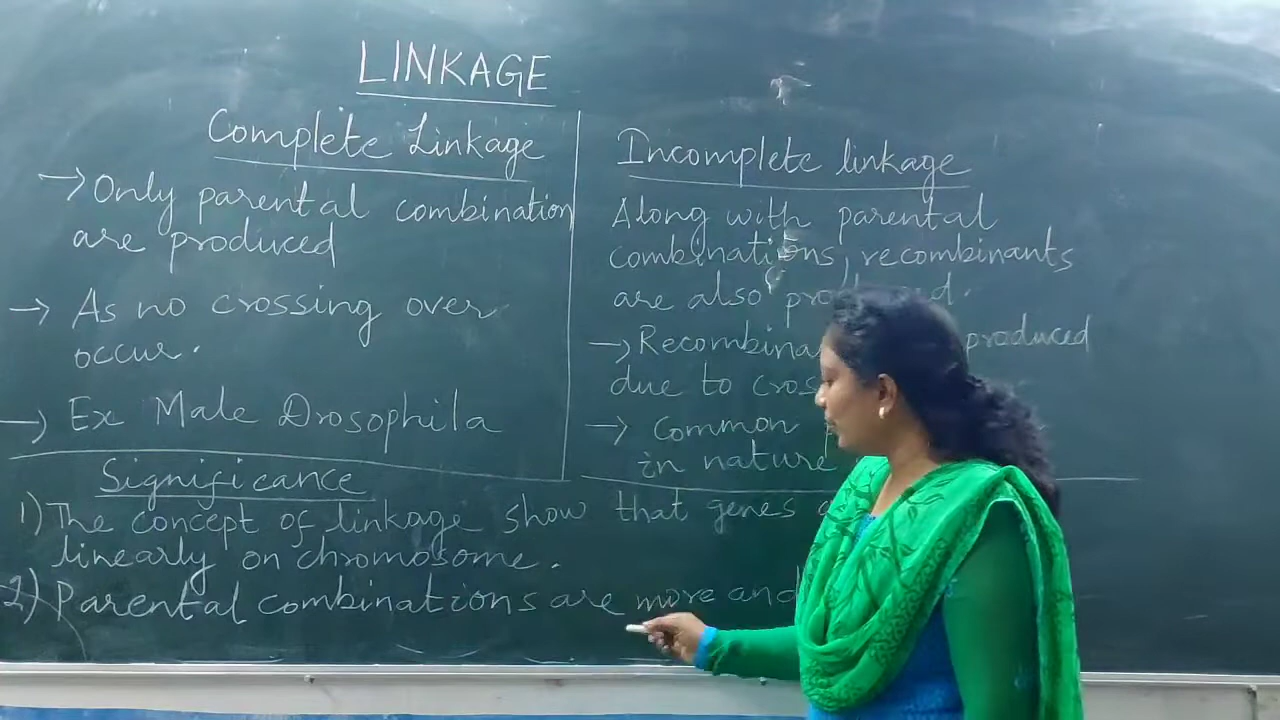 LINKAGE
Complete Linkage
→ Only parental combination
are produced
→ As no crossing over
occur.
→ Ex Male Drosophila
Incomplete linkage
Along with parental
combinations, recombinants
are also
→ produced
due to
→ Common
in nature
Significance
1) The concept of linkage show that genes
linearly on chromosome.
2) Parental combinations are more and